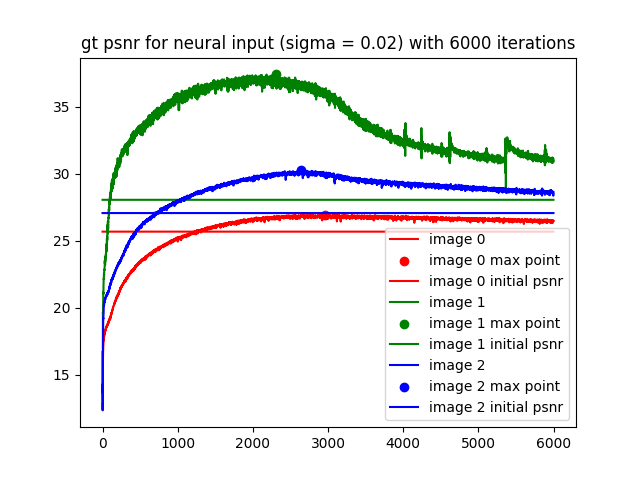 gt psnr for neural input (sigma = 0.02) with 6000 iterations
35
30
25
20
15
0
1000
2000
3000
4000
5000
6000
image 0
image 0 max point
image 0 initial psnr
image 1
image 1 max point
image 1 initial psnr
image 2
image 2 max point
image 2 initial psnr